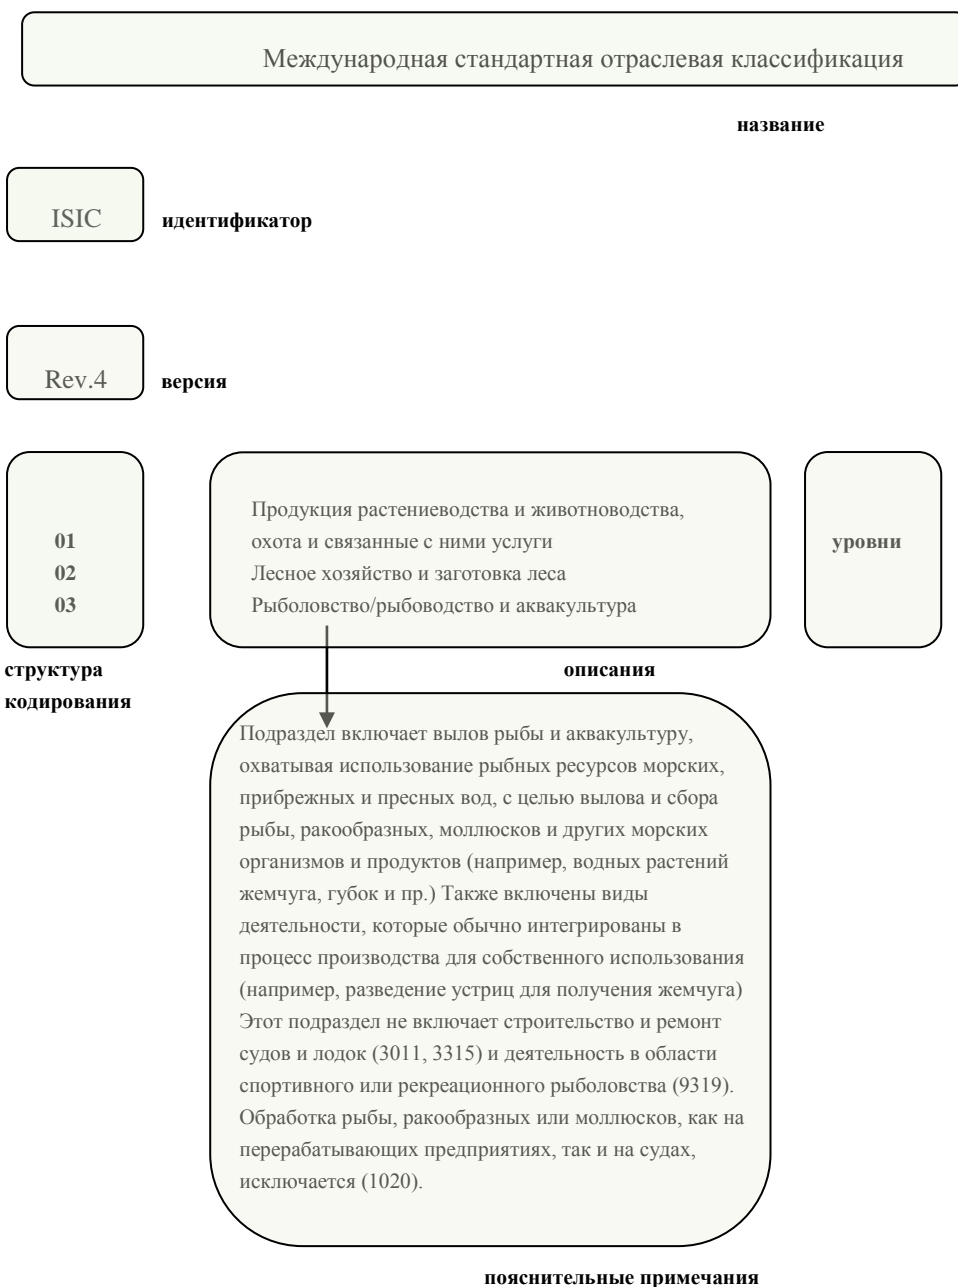 Международная стандартная отраслевая классификация
название
ISIC
идентификатор
Rev.4
версия
01
02
03
Продукция растениеводства и животноводства,
охота и связанные с ними услуги
Лесное хозяйство и заготовка леса
Рыболовство/рыбоводство и аквакультура
уровни
структура
кодирования
описания
Подраздел включает вылов рыбы и аквакультуру,
охватывая использование рыбных ресурсов морских,
прибрежных и пресных вод, с целью вылова и сбора
рыбы, ракообразных, моллюсков и других морских
организмов и продуктов (например, водных растений
жемчуга, губок и пр.) Также включены виды
деятельности, которые обычно интегрированы в
процесс производства для собственного использования
(например, разведение устриц для получения жемчуга)
Этот подраздел не включает строительство и ремонт
судов и лодок (3011, 3315) и деятельность в области
спортивного или рекреационного рыболовства (9319).
Обработка рыбы, ракообразных или моллюсков, как на
перерабатывающих предприятиях, так и на судах,
исключается (1020).
пояснительные примечания